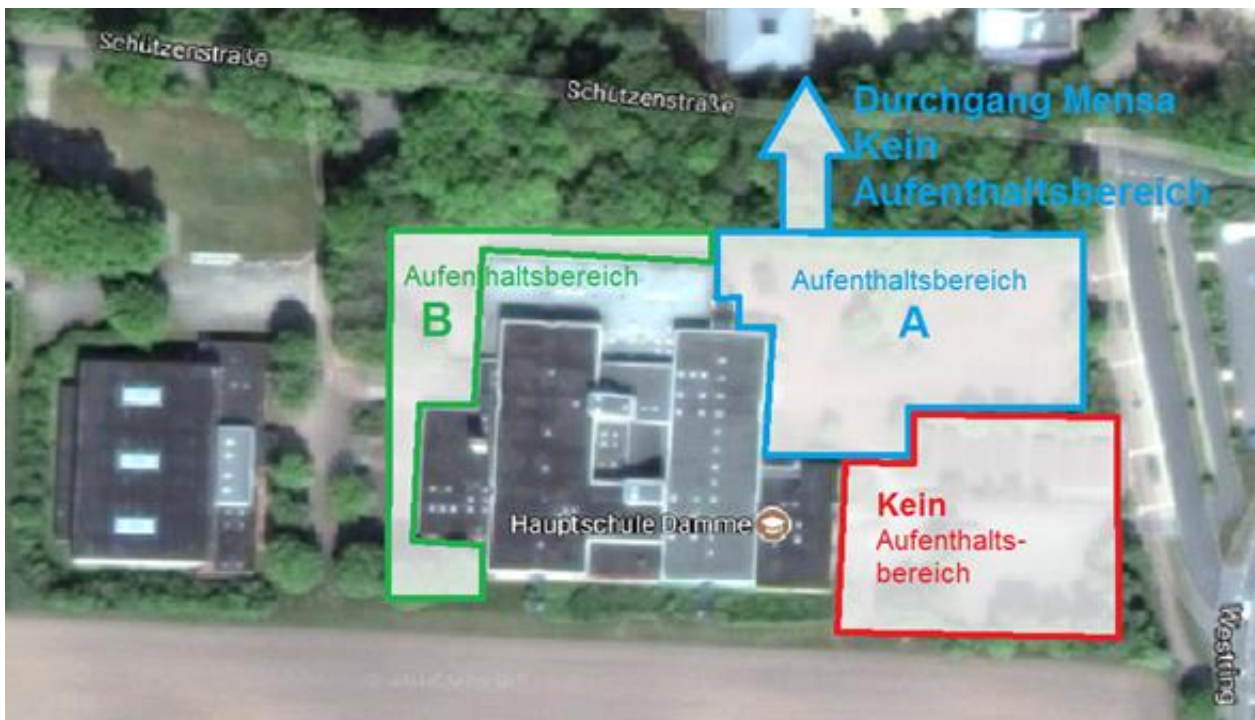 Schützenstraße
Schützenstraße
Durchgang Mensa
Kein
Aufenthaltsbereich
Aufenthaltsbereich
B
Aufenthaltsbereich
A
Hauptschule Damme
Kein
Aufenthalts-
bereich
Westring